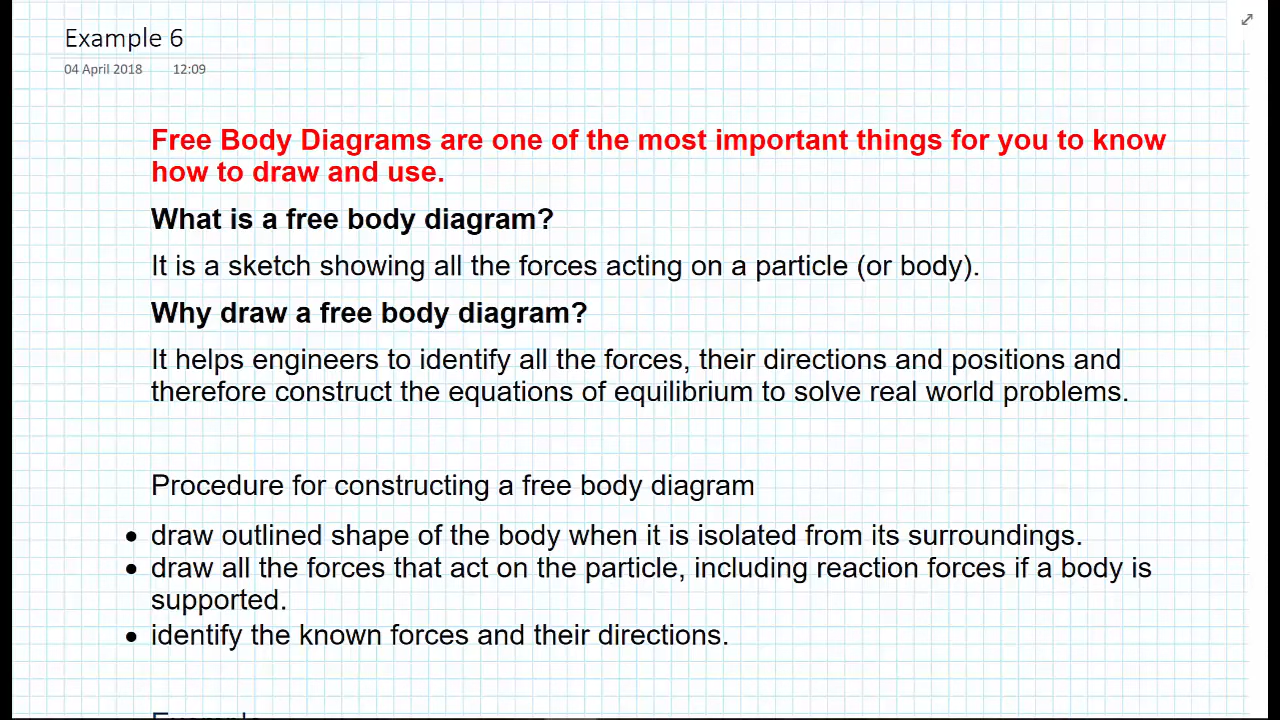 Example 6
04 April 2018 12:09
Free Body Diagrams are one of the most important things for you to know
how to draw and use.
What is a free body diagram?
It is a sketch showing all the forces acting on a particle (or body).
Why draw a free body diagram?
It helps engineers to identify all the forces, their directions and positions and
therefore construct the equations of equilibrium to solve real world problems.
Procedure for constructing a free body diagram
• draw outlined shape of the body when it is isolated from its surroundings.
• draw all the forces that act on the particle, including reaction forces if a body is
supported.
• identify the known forces and their directions.
Example